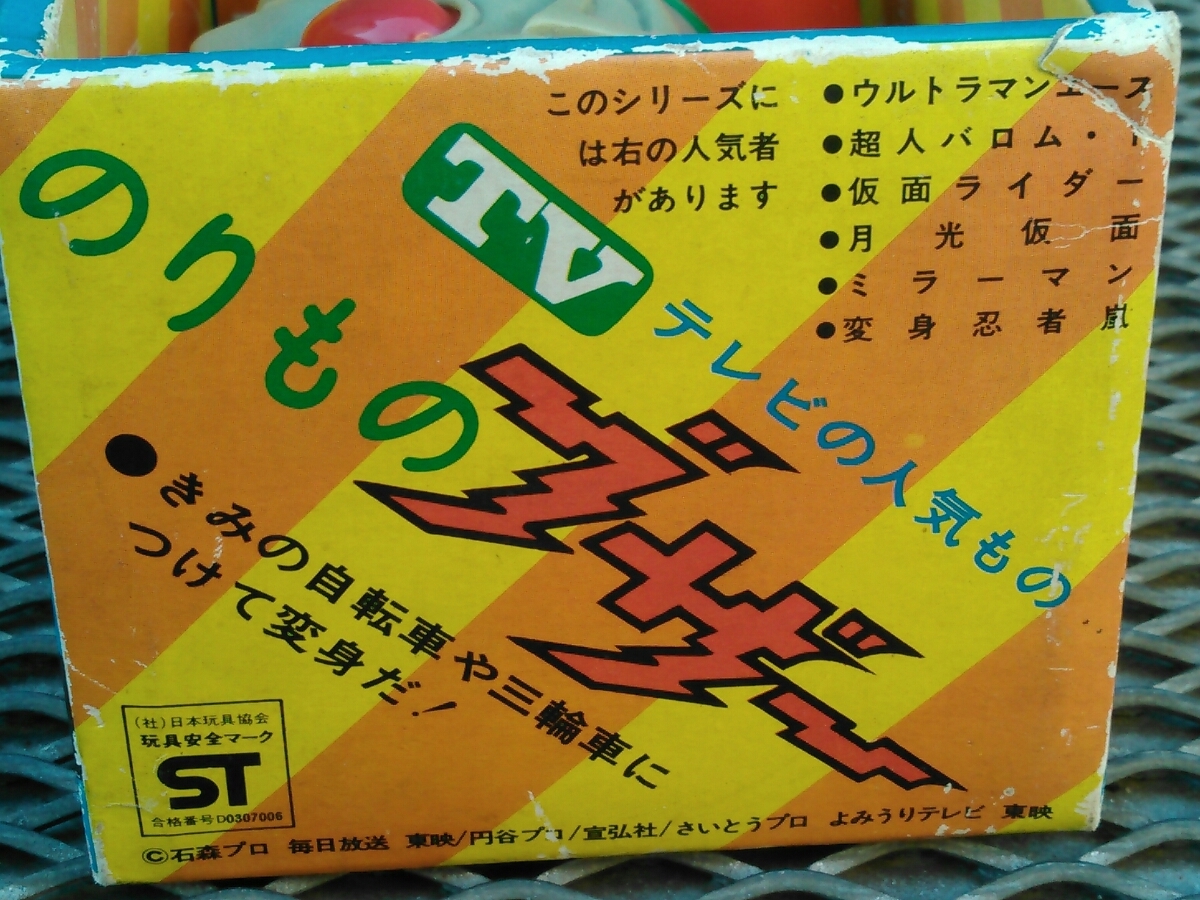 このシリーズに
は右の人気者
があります
●ウルトラマンエース
●超人バロム・1
●仮面ライダー
●月光仮面
●ミラーマン
●変身忍者嵐
TV
テレビの人気もの
のりもの
ブザー
●きみの自転車や三輪車に
つけて変身だ!
(社)日本玩具協会
玩具安全マーク
ST
合格番号D0307006
©石森プロ 毎日放送 東映/円谷プロ/宣弘社/さいとうプロ よみうりテレビ 東映